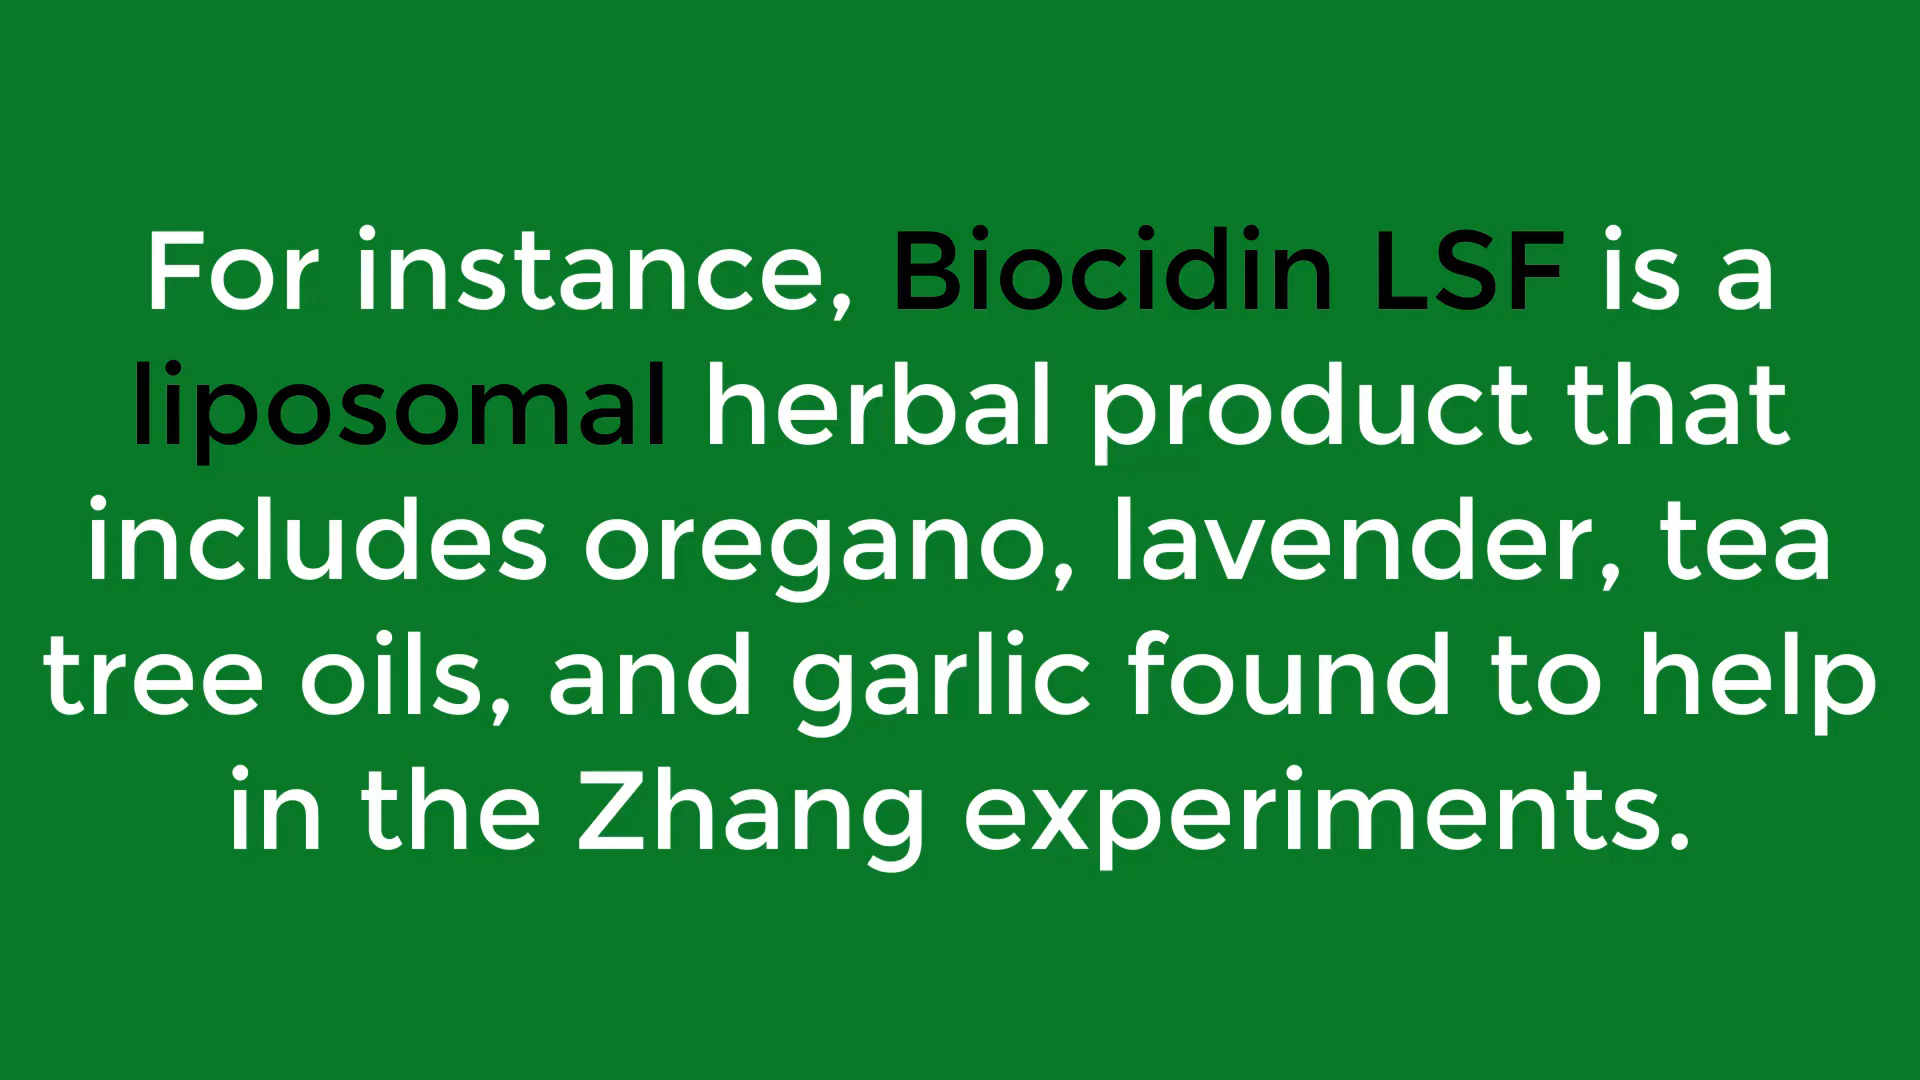 For instance, Biocidin LSF is a
liposomal herbal product that
includes oregano, lavender, tea
tree oils, and garlic found to help
in the Zhang experiments.